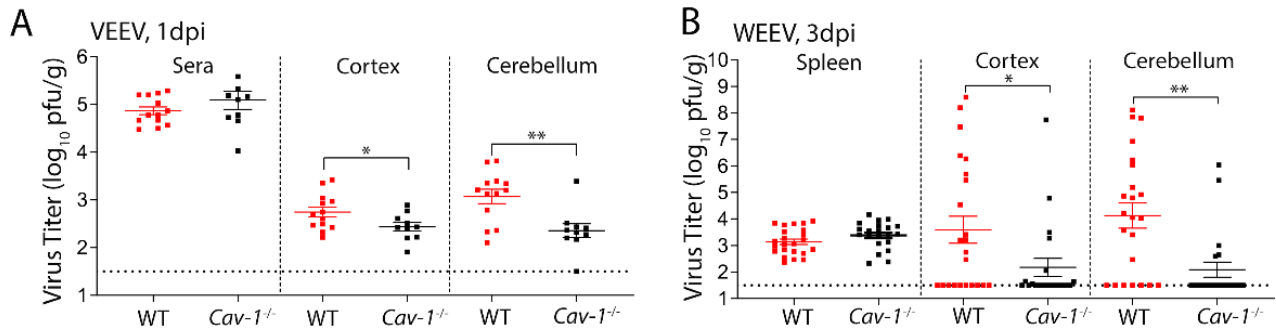 A
VEEV, 1dpi
Virus Titer (log10 pfu/g)
6
5
4
3
2
1
Sera
Cortex
Cerebellum
*
**
WT
Cav-1-/-
WT
Cav-1-/-
WT
Cav-1-/-
B
WEEV, 3dpi
Virus Titer (log10 pfu/g)
10
9
8
7
6
5
4
3
2
1
Spleen
Cortex
Cerebellum
*
**
WT
Cav-1-/-
WT
Cav-1-/-
WT
Cav-1-/-